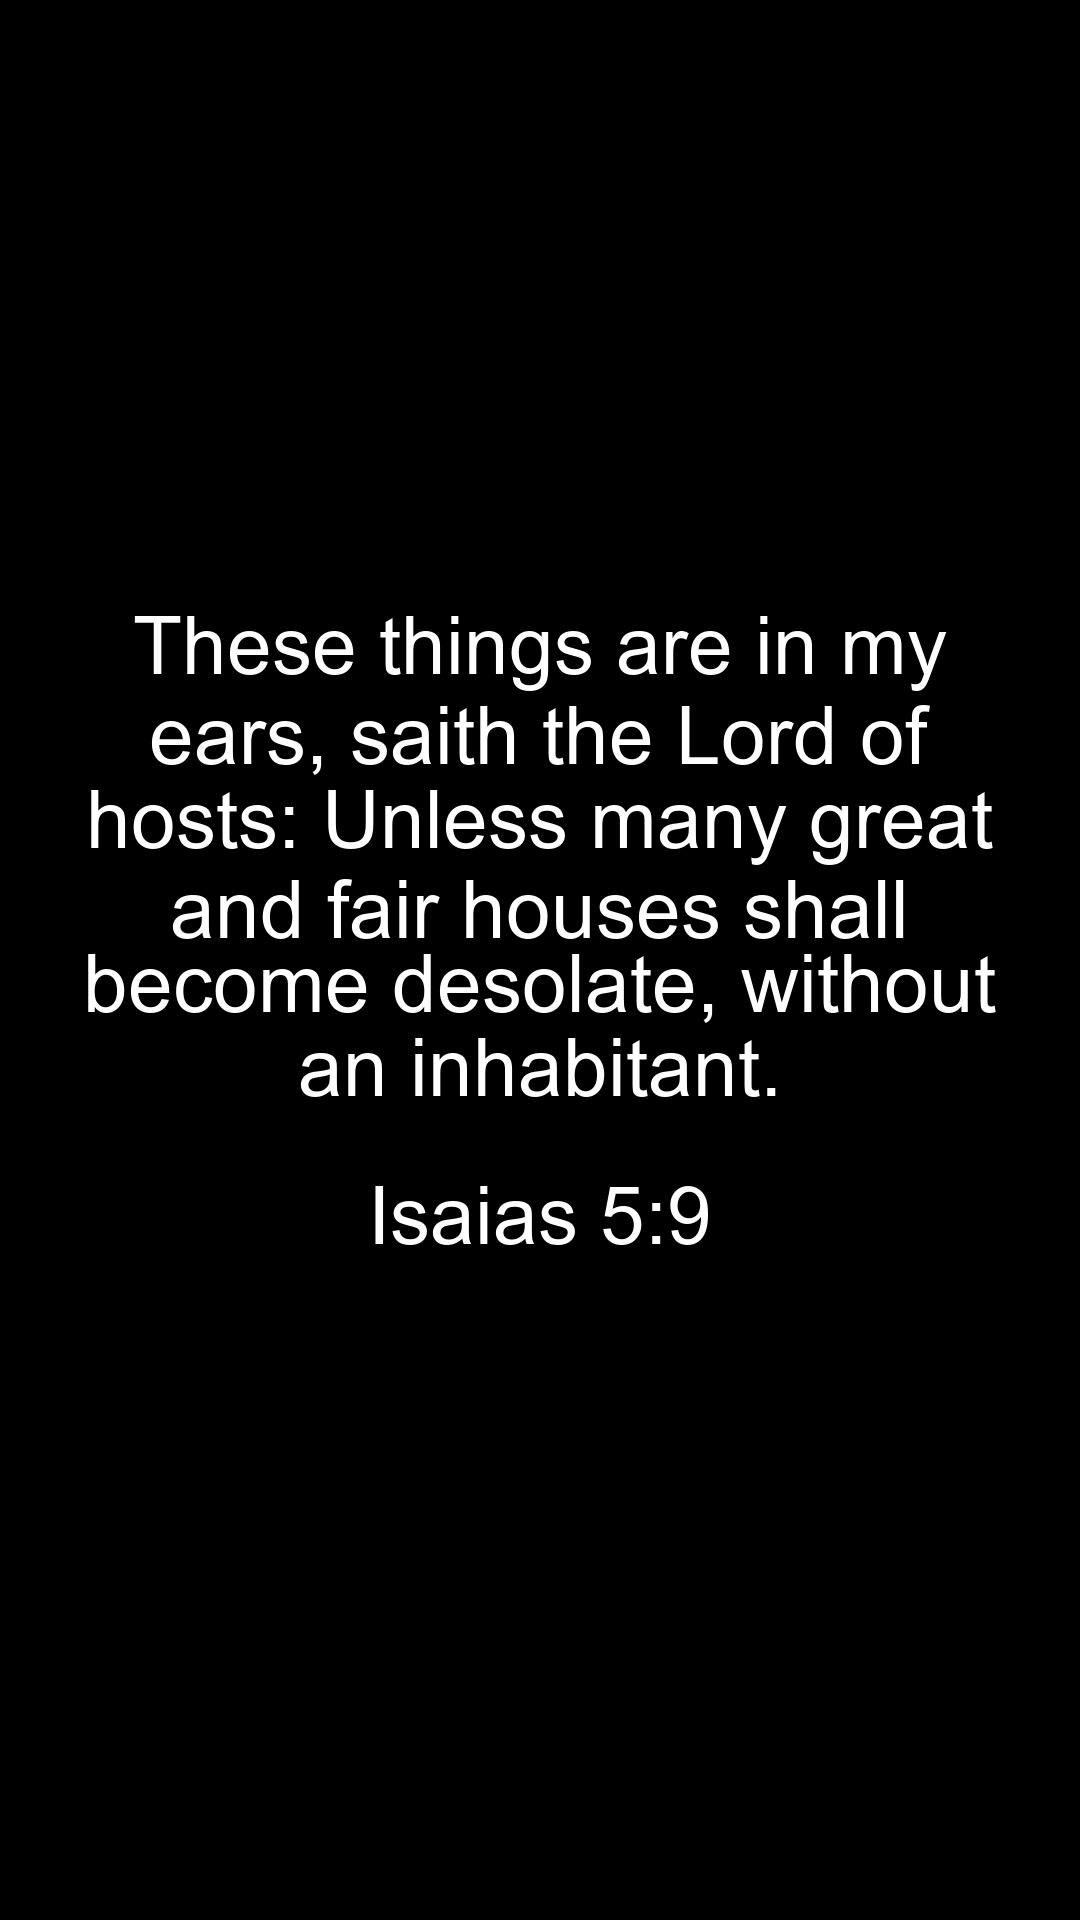 These things are in my
ears, saith the Lord of
hosts: Unless many great
and fair houses shall
become desolate, without
an inhabitant.
Isaias 5:9